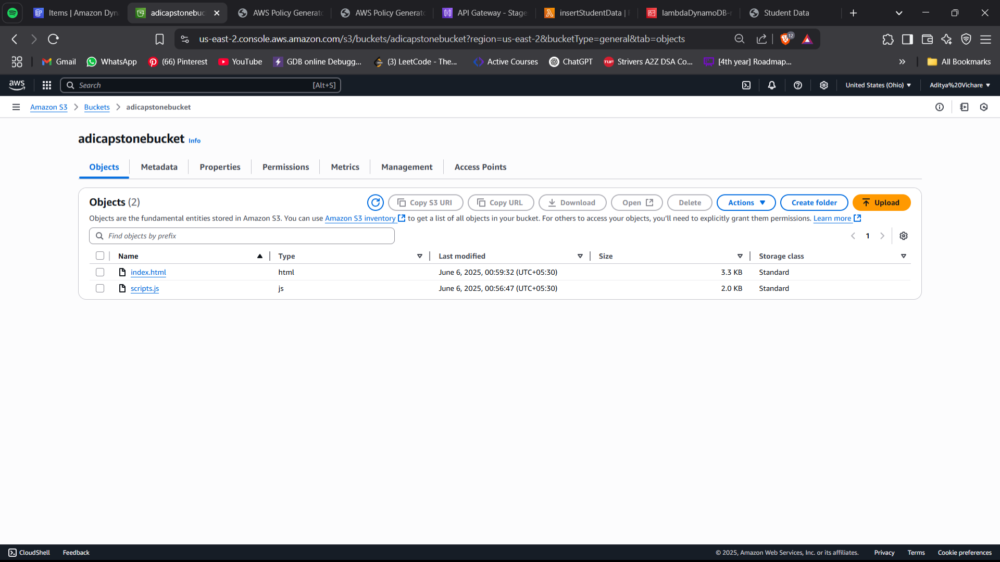 Items | Amazon Dyn
adicapstonebuc
AWS Policy Generato
AWS Policy Generato
API Gateway - Stage
insertStudentData | F
lambdaDynamoDB-r
Student Data
us-east-2.console.aws.amazon.com/s3/buckets/adicapstonebucket?region=us-east-2&bucketType=general&tab=objects
12
Gmail
WhatsApp
(66) Pinterest
YouTube
GDB online Debugg...
(3) LeetCode - The...
Active Courses
ChatGPT
TUF
Strivers A2Z DSA Co...
[4th year] Roadmap...
All Bookmarks
aws
Search
[Alt+S]
United States (Ohio)
Aditya%20Vichare
Amazon S3
Buckets
adicapstonebucket
adicapstonebucket Info
Objects
Metadata
Properties
Permissions
Metrics
Management
Access Points
Objects (2)
Copy S3 URI
Copy URL
Download
Open
Delete
Actions
Create folder
Upload
Objects are the fundamental entities stored in Amazon S3. You can use Amazon S3 inventory to get a list of all objects in your bucket. For others to access your objects, you'll need to explicitly grant them permissions. Learn more
Find objects by prefix
1
Name
Type
Last modified
Size
Storage class
index.html
html
June 6, 2025, 00:59:32 (UTC+05:30)
3.3 KB
Standard
scripts.js
js
June 6, 2025, 00:56:47 (UTC+05:30)
2.0 KB
Standard
CloudShell
Feedback
© 2025, Amazon Web Services, Inc. or its affiliates.
Privacy
Terms
Cookie preferences